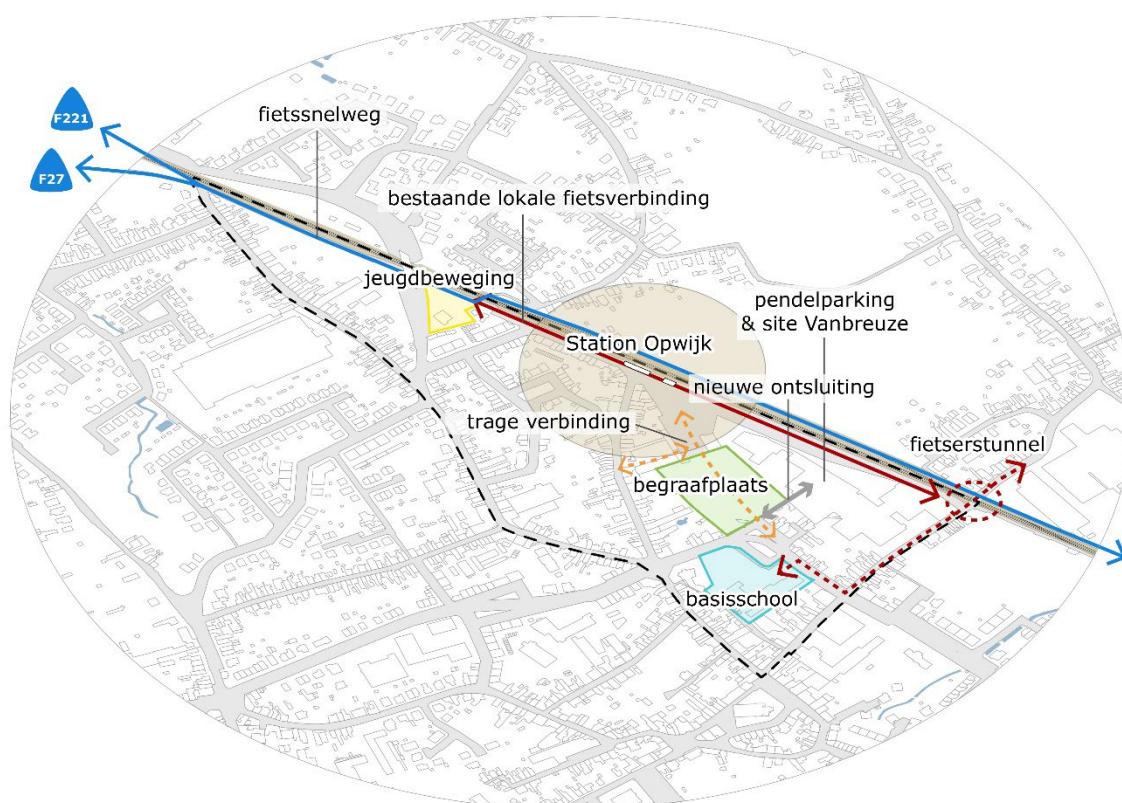 F221
F27
fietssnelweg
bestaande lokale fietsverbinding
jeugdbeweging
pendelparking
& site Vanbreuze
Station Opwijk
nieuwe ontsluiting
trage verbinding
fietserstunnel
begraafplaats
basisschool